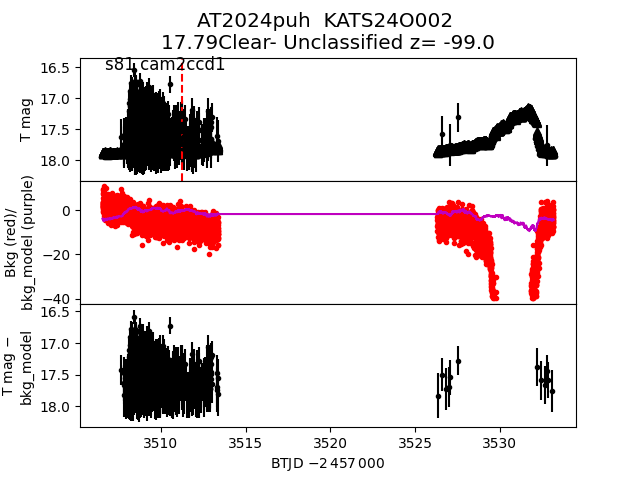 AT2024puh  KATS24O002
17.79Clear- Unclassified z= -99.0
s81 cam2ccd1
16.5
17.0
17.5
18.0
T mag
0
−20
−40
Bkg (red)/
bkg_model (purple)
16.5
17.0
17.5
18.0
T mag −
bkg_model
3510
3515
3520
3525
3530
BTJD −2 457 000